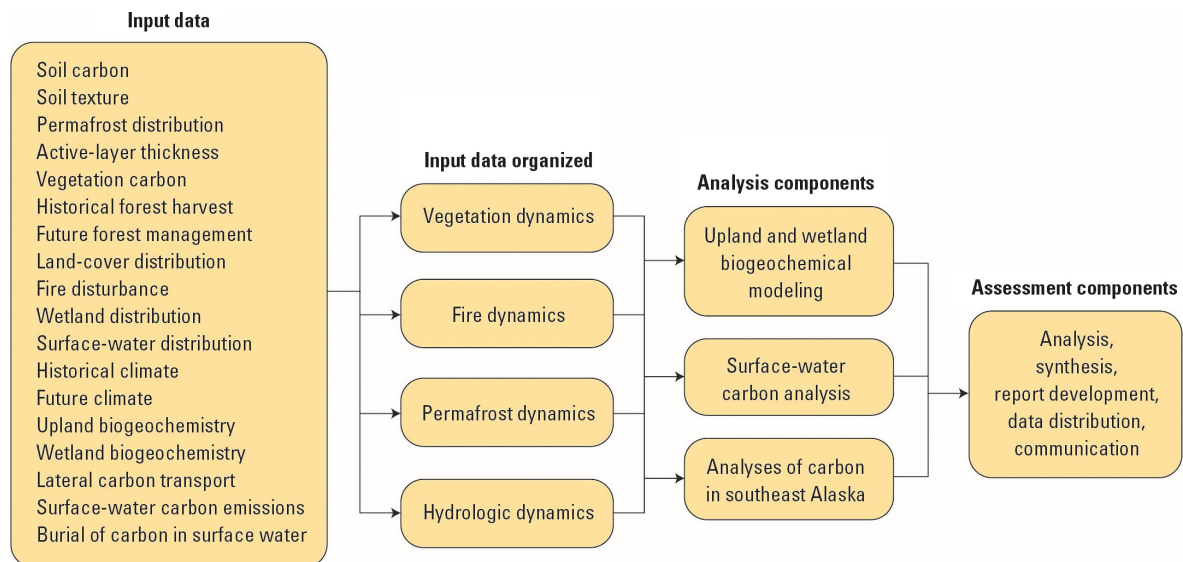 Input data
Soil carbon
Soil texture
Permafrost distribution
Active-layer thickness
Vegetation carbon
Historical forest harvest
Future forest management
Land-cover distribution
Fire disturbance
Wetland distribution
Surface-water distribution
Historical climate
Future climate
Upland biogeochemistry
Wetland biogeochemistry
Lateral carbon transport
Surface-water carbon emissions
Burial of carbon in surface water
Input data organized
Vegetation dynamics
Fire dynamics
Permafrost dynamics
Hydrologic dynamics
Analysis components
Upland and wetland
biogeochemical
modeling
Surface-water
carbon analysis
Analyses of carbon
in southeast Alaska
Assessment components
Analysis,
synthesis,
report development,
data distribution,
communication